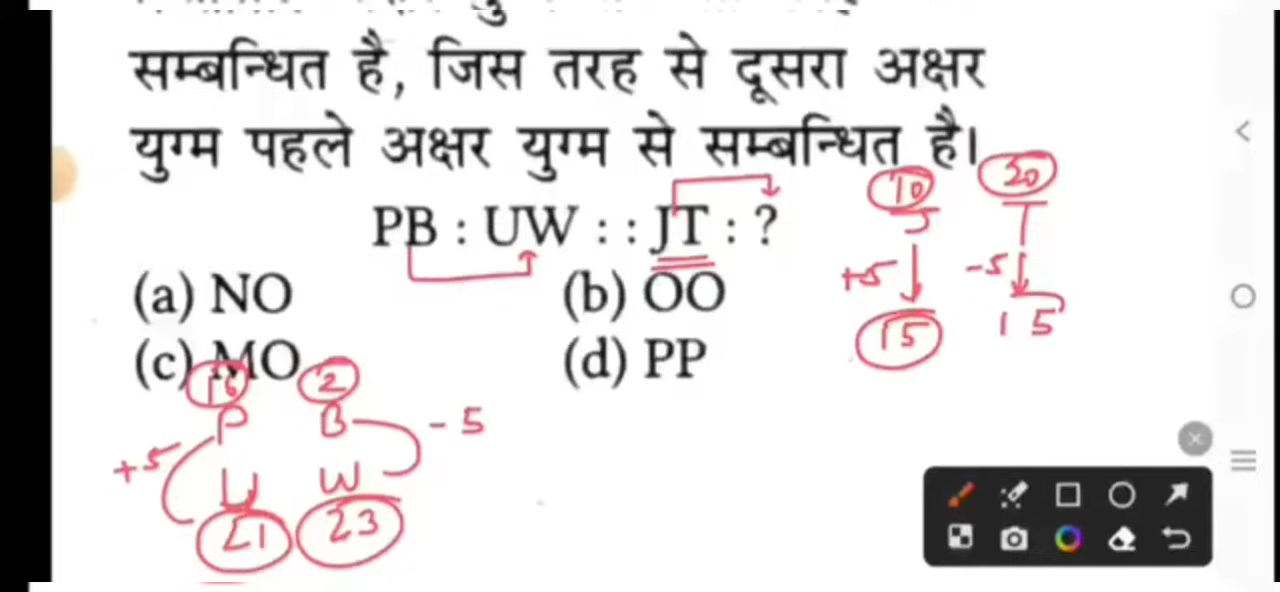 सम्बन्धित है, जिस तरह से दूसरा अक्षर
युग्म पहले अक्षर युग्म से सम्बन्धित है।
PB : UW : : JT : ?
(a) NO (b) OO
(c) MO (d) PP
10 20
J T
+5 -5
15 15
16 2
P B -5
+5
U W
21 23